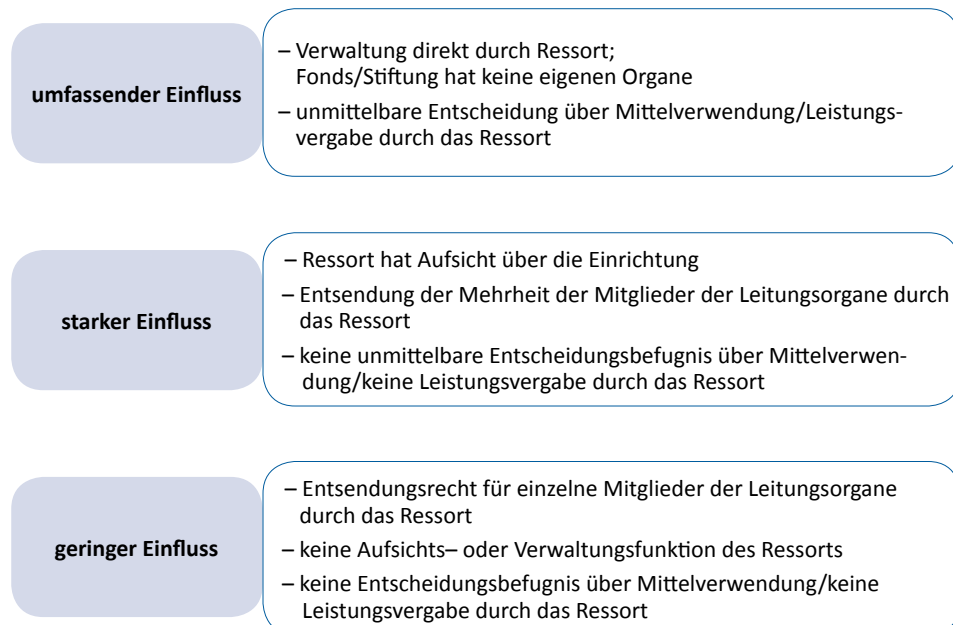 umfassender Einfluss
– Verwaltung direkt durch Ressort;
Fonds/Stiftung hat keine eigenen Organe
– unmittelbare Entscheidung über Mittelverwendung/Leistungs-
vergabe durch das Ressort
starker Einfluss
– Ressort hat Aufsicht über die Einrichtung
– Entsendung der Mehrheit der Mitglieder der Leitungsorgane durch
das Ressort
– keine unmittelbare Entscheidungsbefugnis über Mittelverwen-
dung/keine Leistungsvergabe durch das Ressort
geringer Einfluss
– Entsendungsrecht für einzelne Mitglieder der Leitungsorgane
durch das Ressort
– keine Aufsichts– oder Verwaltungsfunktion des Ressorts
– keine Entscheidungsbefugnis über Mittelverwendung/keine
Leistungsvergabe durch das Ressort